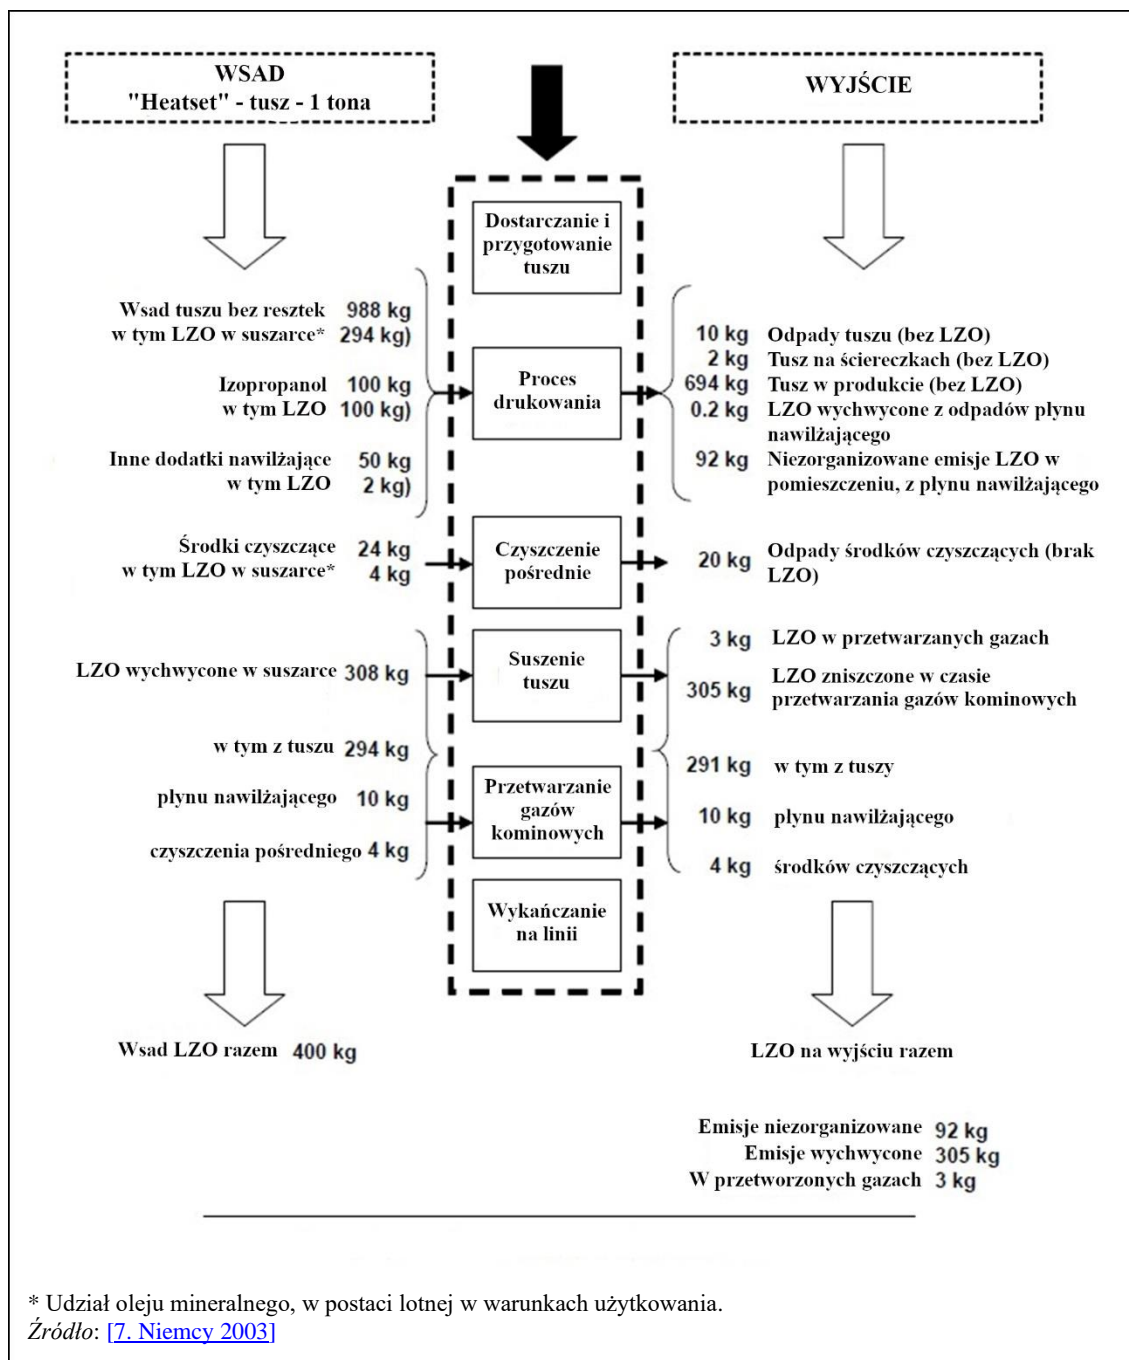 WSAD
"Heatset" - tusz - 1 tona
WYJŚCIE
Dostarczanie i
przygotowanie
tuszu
Wsad tuszu bez resztek 988 kg
w tym LZO w suszarce* 294 kg)
Izopropanol 100 kg
w tym LZO 100 kg)
Inne dodatki nawilżające 50 kg
w tym LZO 2 kg)
Proces
drukowania
10 kg Odpady tuszu (bez LZO)
2 kg Tusz na ściereczkach (bez LZO)
694 kg Tusz w produkcie (bez LZO)
0.2 kg LZO wychwycone z odpadów płynu
nawilżającego
92 kg Niezorganizowane emisje LZO w
pomieszczeniu, z płynu nawilżającego
Środki czyszczące 24 kg
w tym LZO w suszarce* 4 kg
Czyszczenie
pośrednie
20 kg Odpady środków czyszczących (brak
LZO)
LZO wychwycone w suszarce 308 kg
Suszenie
tuszu
3 kg LZO w przetwarzanych gazach
305 kg LZO zniszczone w czasie
przetwarzania gazów kominowych
w tym z tuszu 294 kg
płynu nawilżającego 10 kg
czyszczenia pośredniego 4 kg
Przetwarzanie
gazów
kominowych
291 kg w tym z tuszy
10 kg płynu nawilżającego
4 kg środków czyszczących
Wykańczanie
na linii
Wsad LZO razem 400 kg
LZO na wyjściu razem
Emisje niezorganizowane 92 kg
Emisje wychwycone 305 kg
W przetworzonych gazach 3 kg
* Udział oleju mineralnego, w postaci lotnej w warunkach użytkowania.
Źródło: [7. Niemcy 2003]